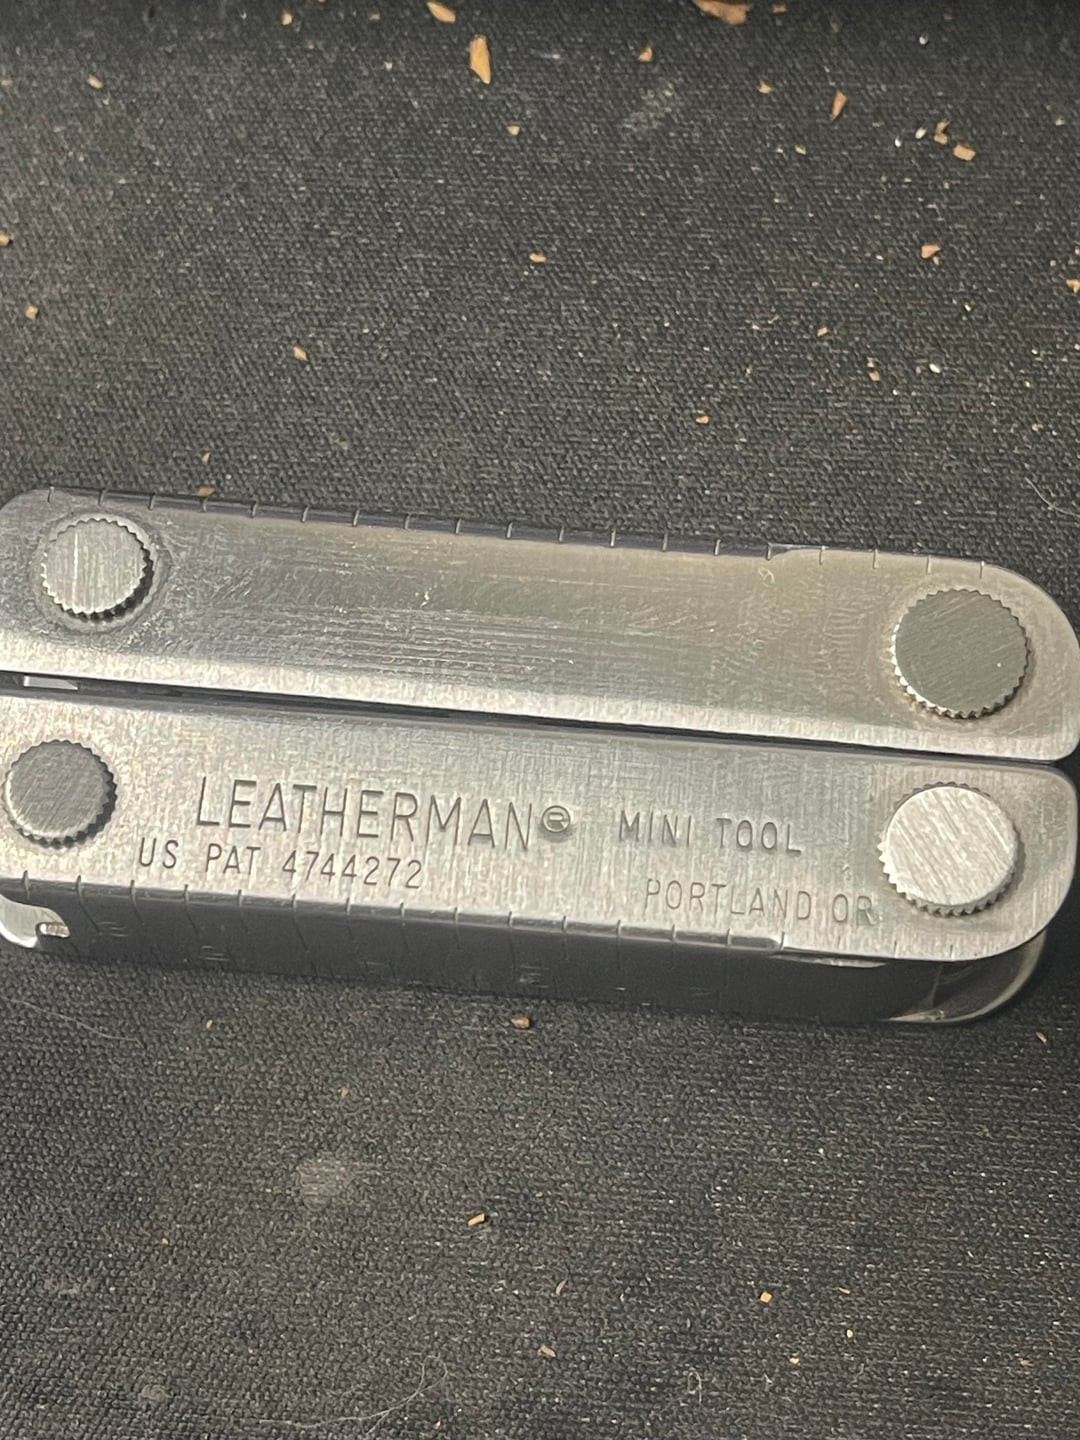 LEATHERMAN® MINI TOOL
US PAT 4744272 PORTLAND OR